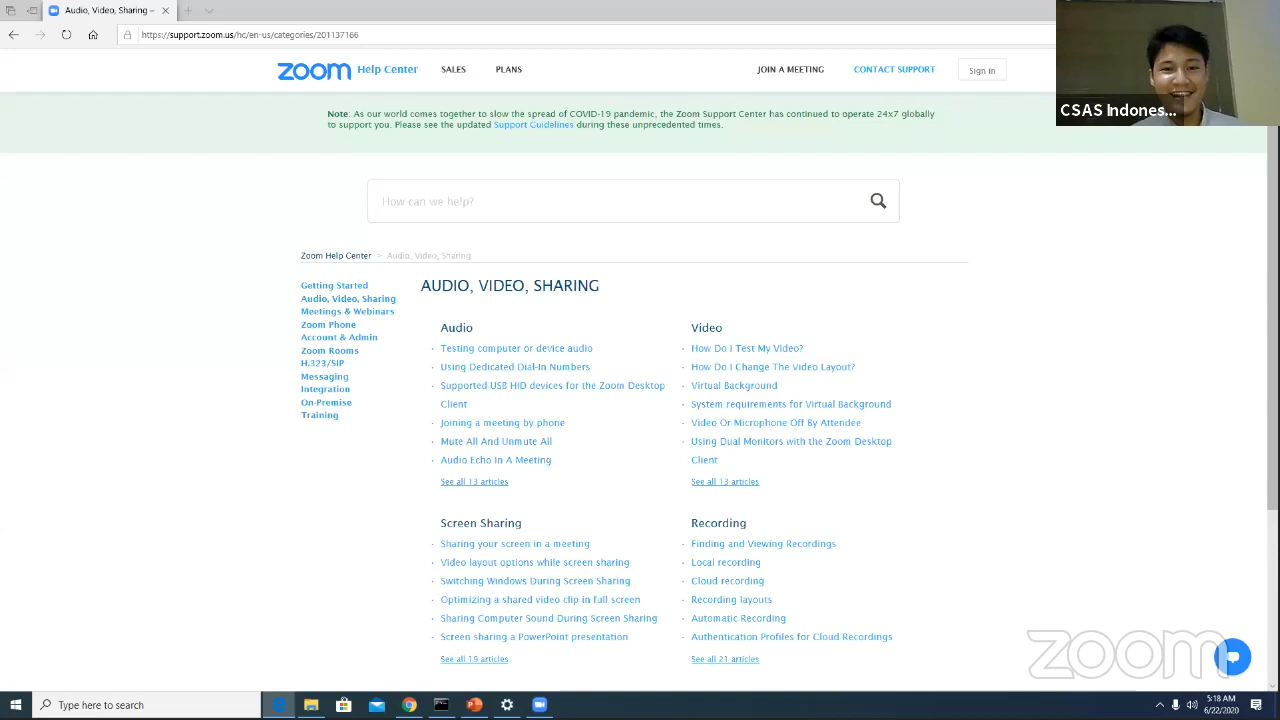 Audio, Video, Sharing –
https://support.zoom.us/hc/en-us/categories/201137166
zoom Help Center SALES PLANS JOIN A MEETING CONTACT SUPPORT Sign in
CSAS Indones...
Note: As our world comes together to slow the spread of COVID-19 pandemic, the Zoom Support Center has continued to operate 24x7 globally
to support you. Please see the updated Support Guidelines during these unprecedented times.
How can we help?
Zoom Help Center > Audio, Video, Sharing
Getting Started
Audio, Video, Sharing
Meetings & Webinars
Zoom Phone
Account & Admin
Zoom Rooms
H.323/SIP
Messaging
Integration
On-Premise
Training
AUDIO, VIDEO, SHARING
Audio
Testing computer or device audio
Using Dedicated Dial-In Numbers
Supported USB HID devices for the Zoom Desktop
Client
Joining a meeting by phone
Mute All And Unmute All
Audio Echo In A Meeting
See all 13 articles
Video
How Do I Test My Video?
How Do I Change The Video Layout?
Virtual Background
System requirements for Virtual Background
Video Or Microphone Off By Attendee
Using Dual Monitors with the Zoom Desktop
Client
See all 13 articles
Screen Sharing
Sharing your screen in a meeting
Video layout options while screen sharing
Switching Windows During Screen Sharing
Optimizing a shared video clip in full screen
Sharing Computer Sound During Screen Sharing
Screen sharing a PowerPoint presentation
See all 19 articles
Recording
Finding and Viewing Recordings
Local recording
Cloud recording
Recording layouts
Automatic Recording
Authentication Profiles for Cloud Recordings
See all 21 articles
zoom
Type here to search
5:18 AM
6/22/2020